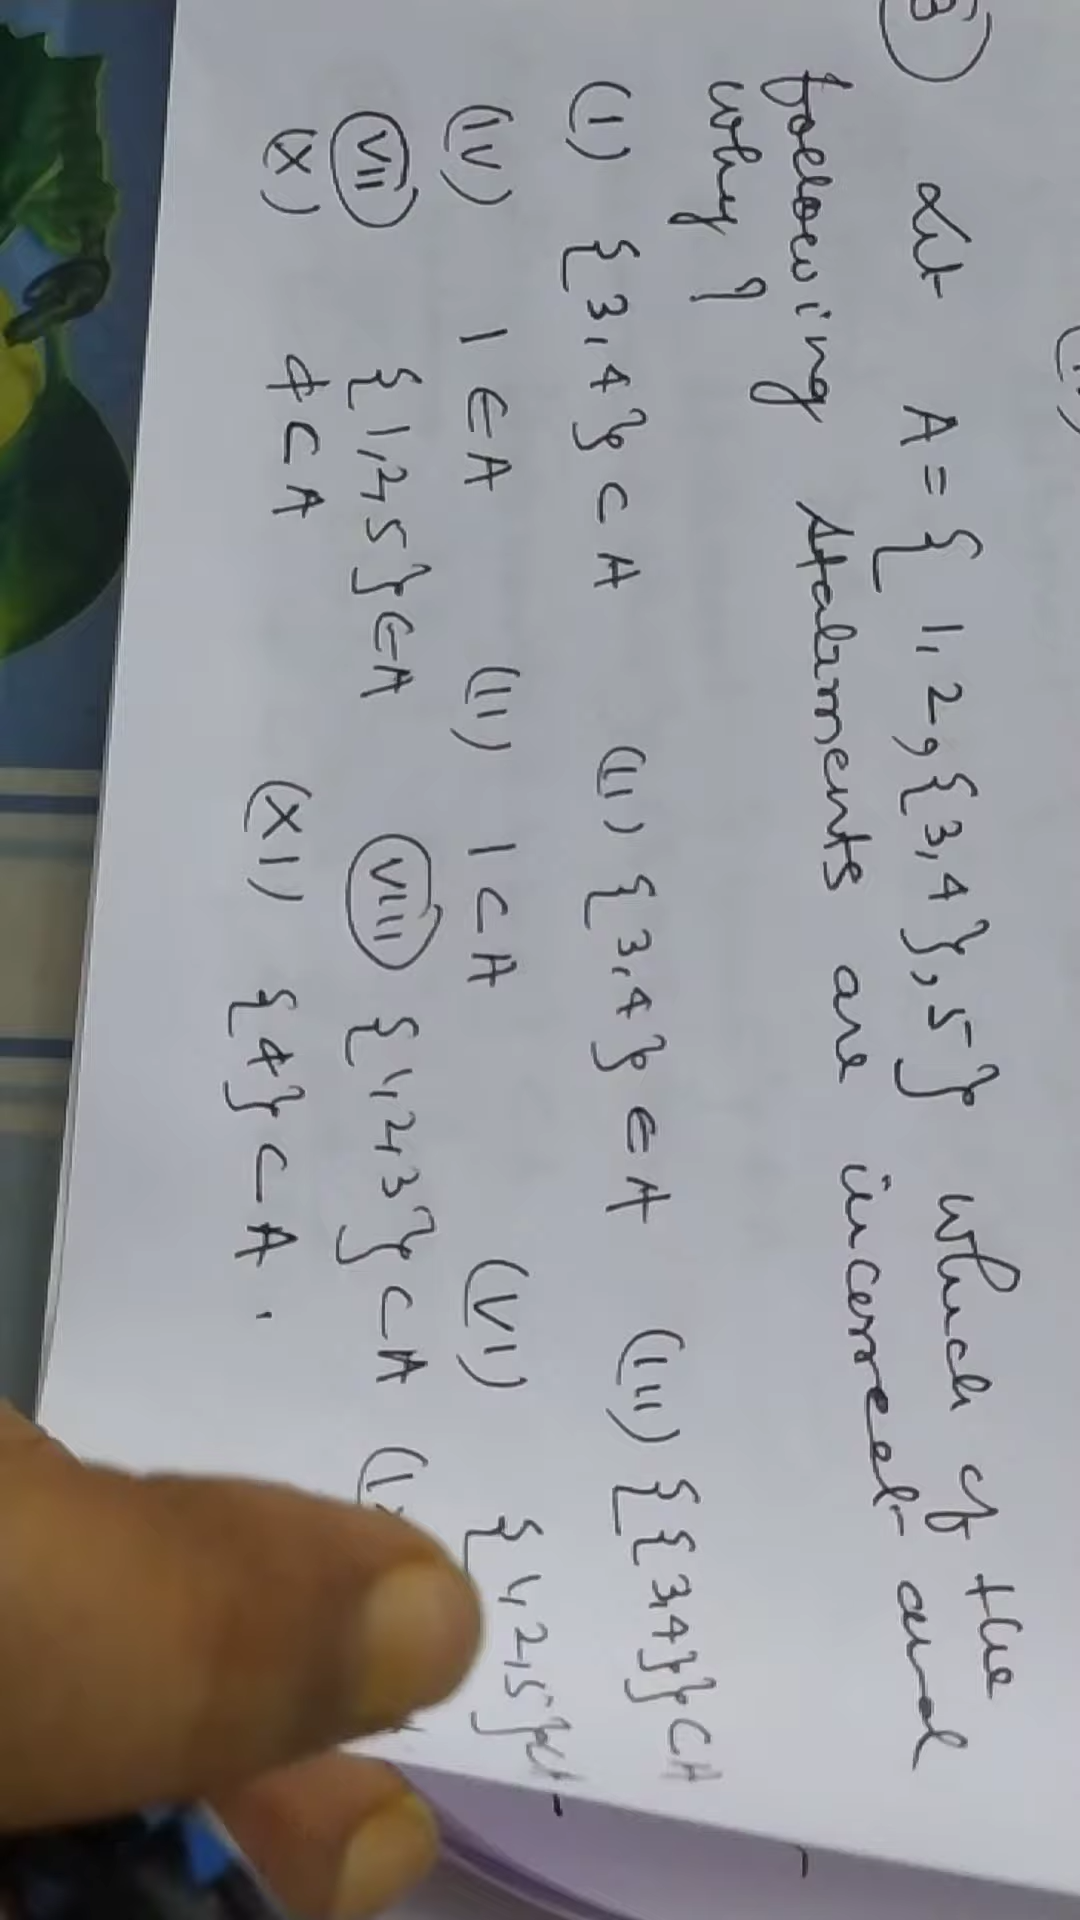 Let A = { 1, 2, {3, 4}, 5} which of the
following statements are incorrect and
why ?
(I) {3, 4} ⊂ A (II) {3, 4} ∈ A (III) {{3,4}} ⊂ A
(IV) 1 ∈ A (II) 1 ⊂ A (VI) {1,2,5} ⊂
(VII) {1,2,5} ∈ A (VIII) {1,2,3} ⊂ A
(X) ϕ ⊂ A (XI) {4} ⊂ A.